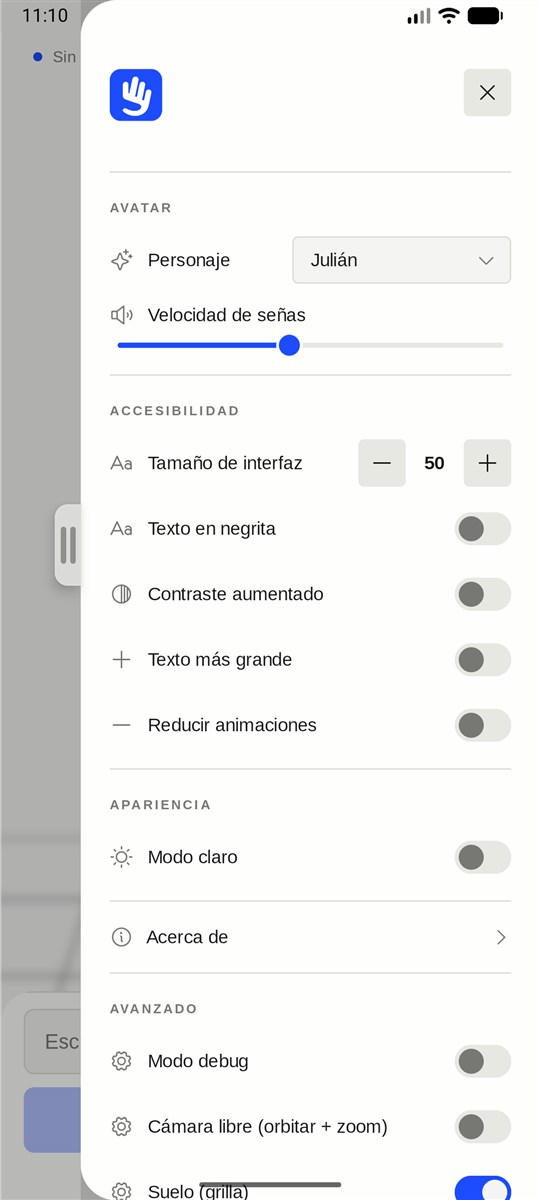 11:10
Sin
AVATAR
Personaje
Julián
Velocidad de señas
ACCESIBILIDAD
Aa Tamaño de interfaz
50
Aa Texto en negrita
Contraste aumentado
Texto más grande
Reducir animaciones
APARIENCIA
Modo claro
Acerca de
AVANZADO
Esc
Modo debug
Cámara libre (orbitar + zoom)
Suelo (grilla)